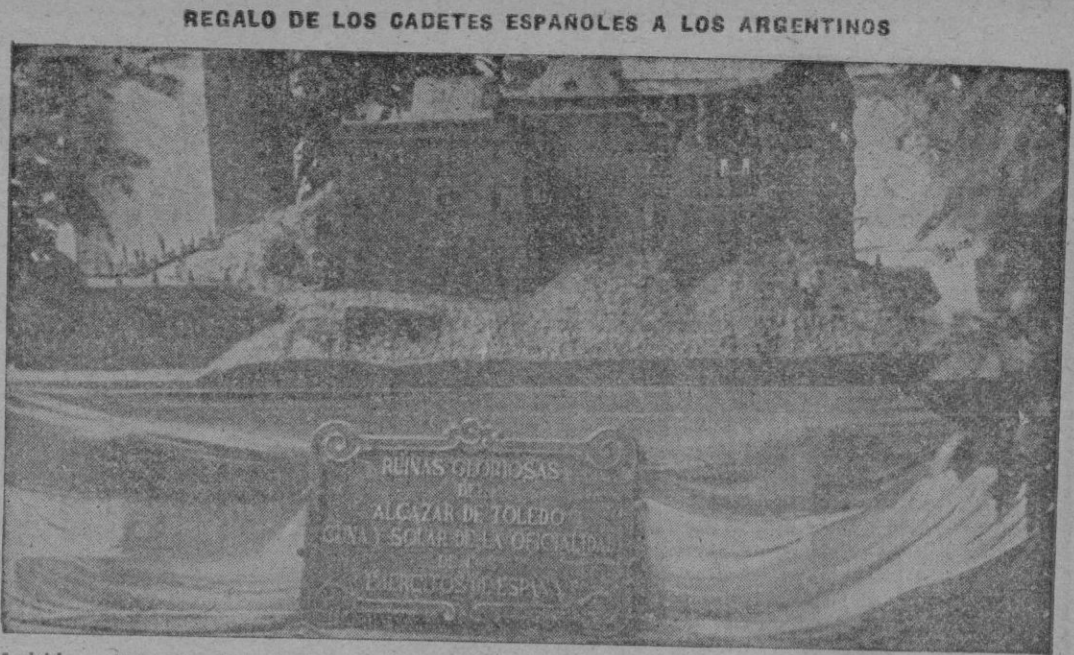 REGALO DE LOS CADETES ESPAÑOLES A LOS ARGENTINOS
RUINAS GLORIOSAS
DEL
ALCAZAR DE TOLEDO
CUNA Y SOLAR DE LA OFICIALIDAD
DE
EJERCITOS DE ESPAÑA